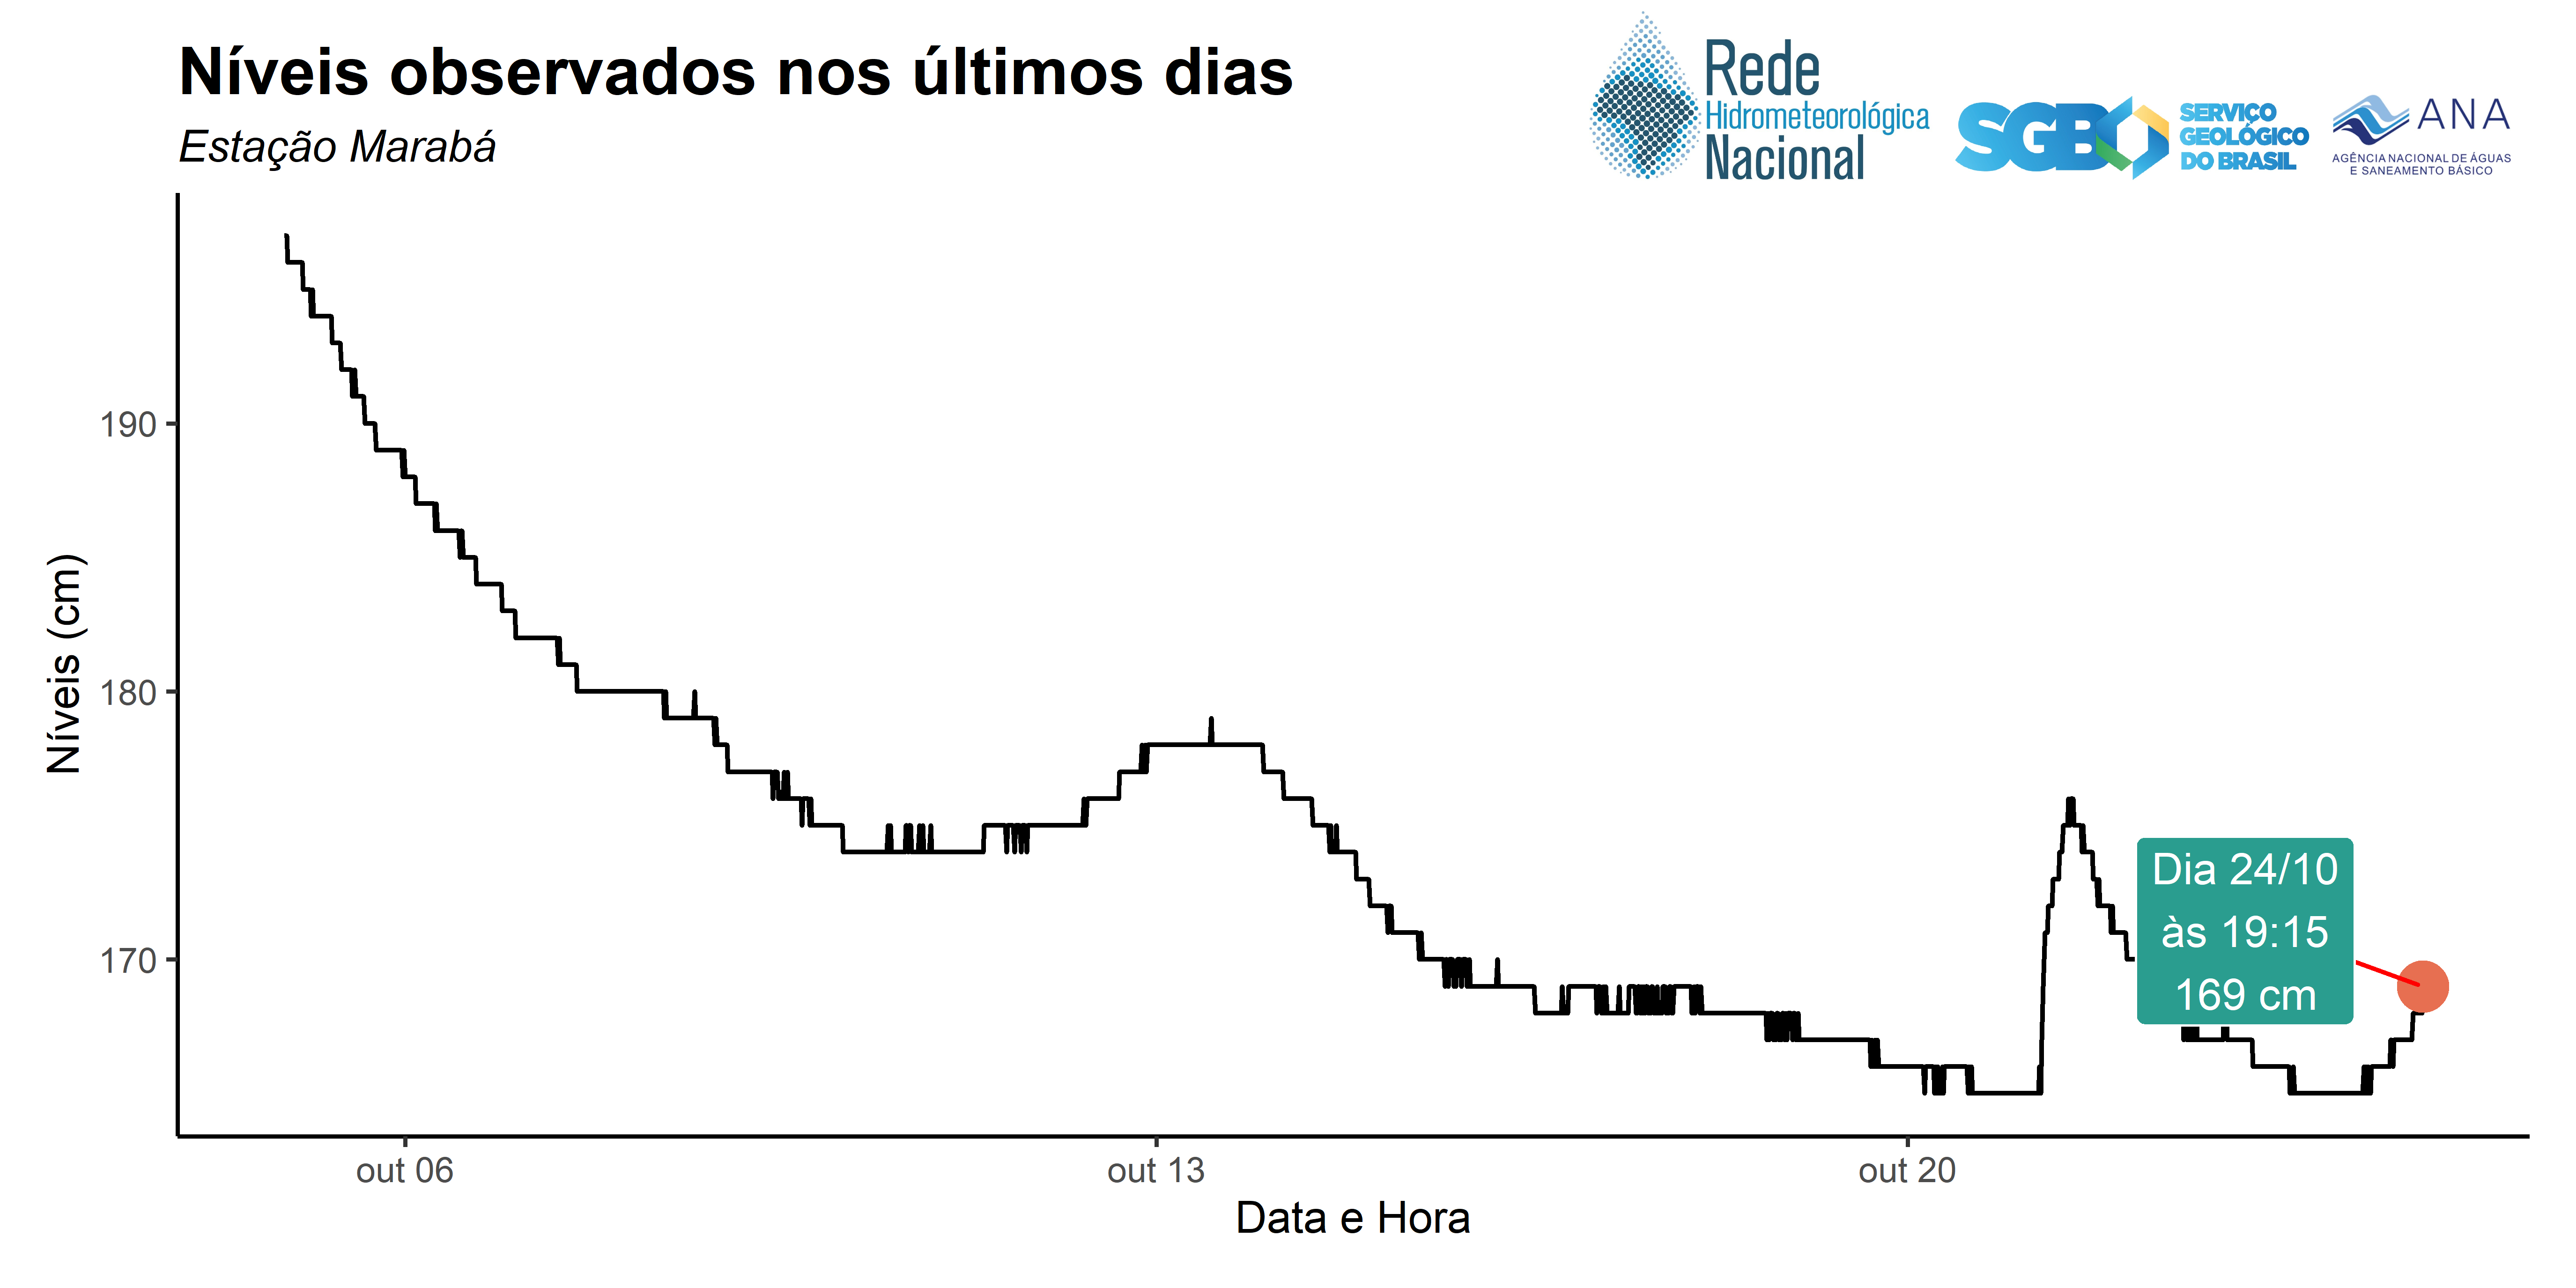 Níveis observados nos últimos dias
Estação Marabá
Rede
Hidrometeorológica
Nacional
SGB
SERVIÇO
GEOLÓGICO
DO BRASIL
ANA
AGÊNCIA NACIONAL DE ÁGUAS
E SANEAMENTO BÁSICO
Níveis (cm)
190
180
170
Dia 24/10
às 19:15
169 cm
out 06
out 13
out 20
Data e Hora